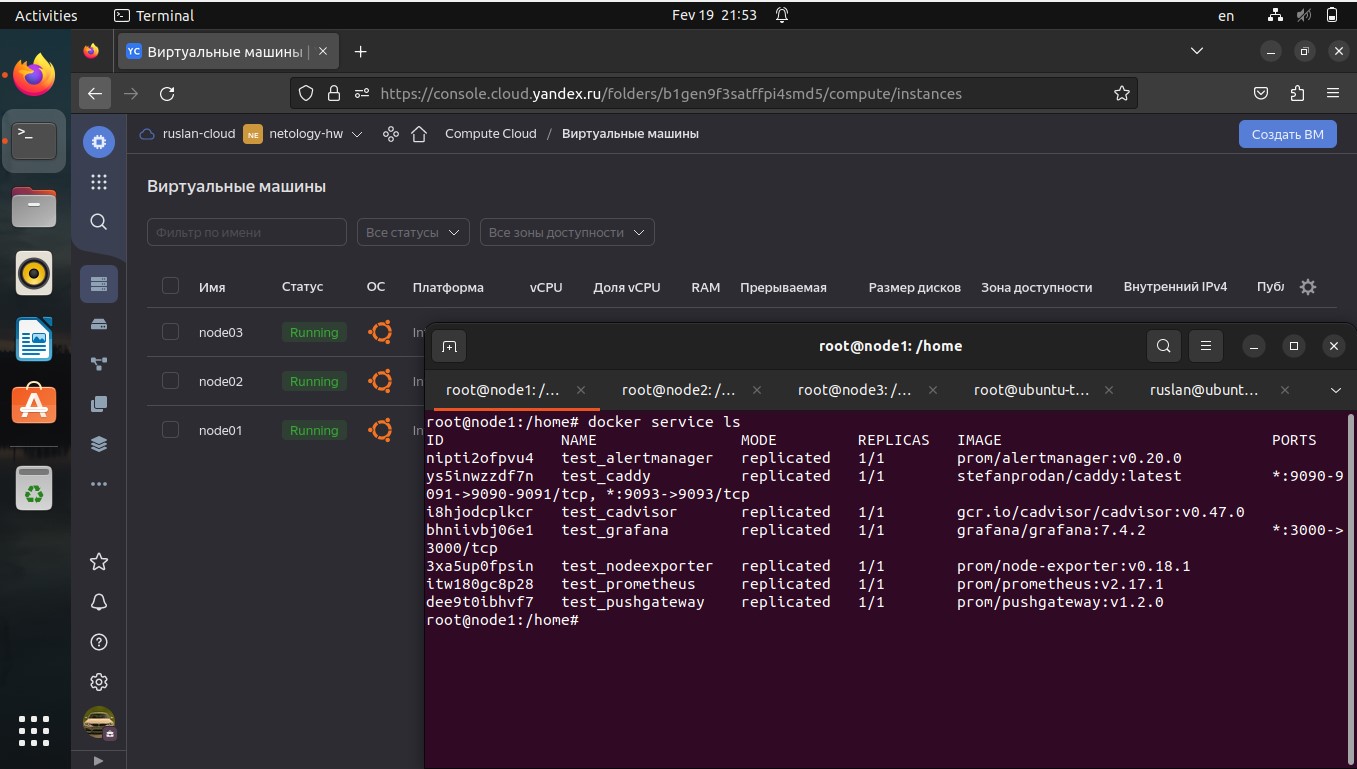 Activities Terminal Fev 19 21:53 en
YC Виртуальные машины |
https://console.cloud.yandex.ru/folders/b1gen9f3satffpi4smd5/compute/instances
ruslan-cloud NE netology-hw Compute Cloud / Виртуальные машины Создать ВМ
Виртуальные машины
Фильтр по имени Все статусы Все зоны доступности
Имя Статус ОС Платформа vCPU Доля vCPU RAM Прерываемая Размер дисков Зона доступности Внутренний IPv4 Публ
node03 Running In
node02 Running In
node01 Running In
root@node1: /home
root@node1: /... root@node2: /... root@node3: /... root@ubuntu-t... ruslan@ubunt...
root@node1:/home# docker service ls
ID NAME MODE REPLICAS IMAGE PORTS
nipti2ofpvu4 test_alertmanager replicated 1/1 prom/alertmanager:v0.20.0
ys5inwzzdf7n test_caddy replicated 1/1 stefanprodan/caddy:latest *:9090-9
091->9090-9091/tcp, *:9093->9093/tcp
i8hjodcplkcr test_cadvisor replicated 1/1 gcr.io/cadvisor/cadvisor:v0.47.0
bhniivbj06e1 test_grafana replicated 1/1 grafana/grafana:7.4.2 *:3000->
3000/tcp
3xa5up0fpsin test_nodeexporter replicated 1/1 prom/node-exporter:v0.18.1
itw180gc8p28 test_prometheus replicated 1/1 prom/prometheus:v2.17.1
dee9t0ibhvf7 test_pushgateway replicated 1/1 prom/pushgateway:v1.2.0
root@node1:/home#